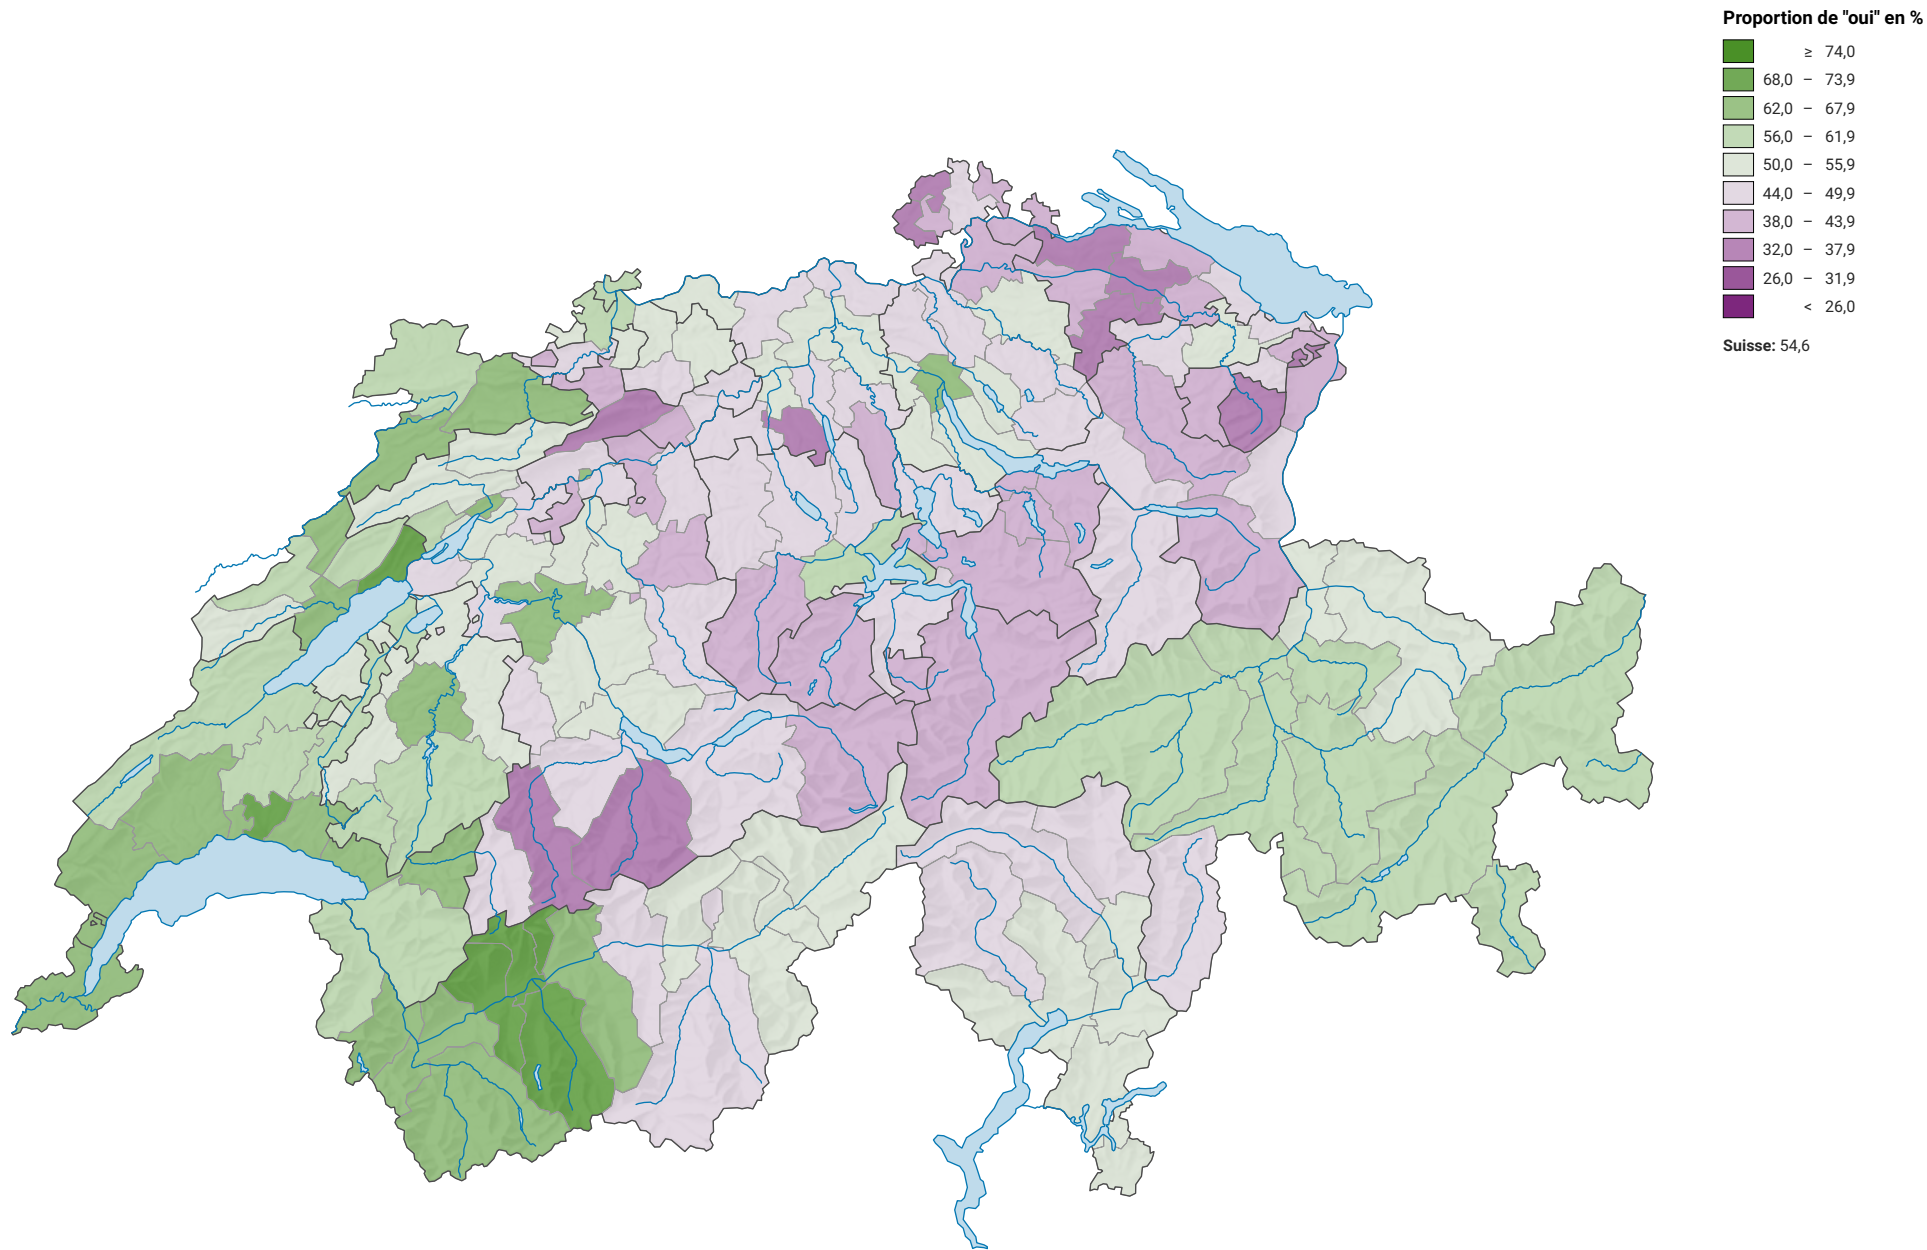 Proportion de "oui" en %
≥ 74,0
68,0 – 73,9
62,0 – 67,9
56,0 – 61,9
50,0 – 55,9
44,0 – 49,9
38,0 – 43,9
32,0 – 37,9
26,0 – 31,9
< 26,0
Suisse: 54,6